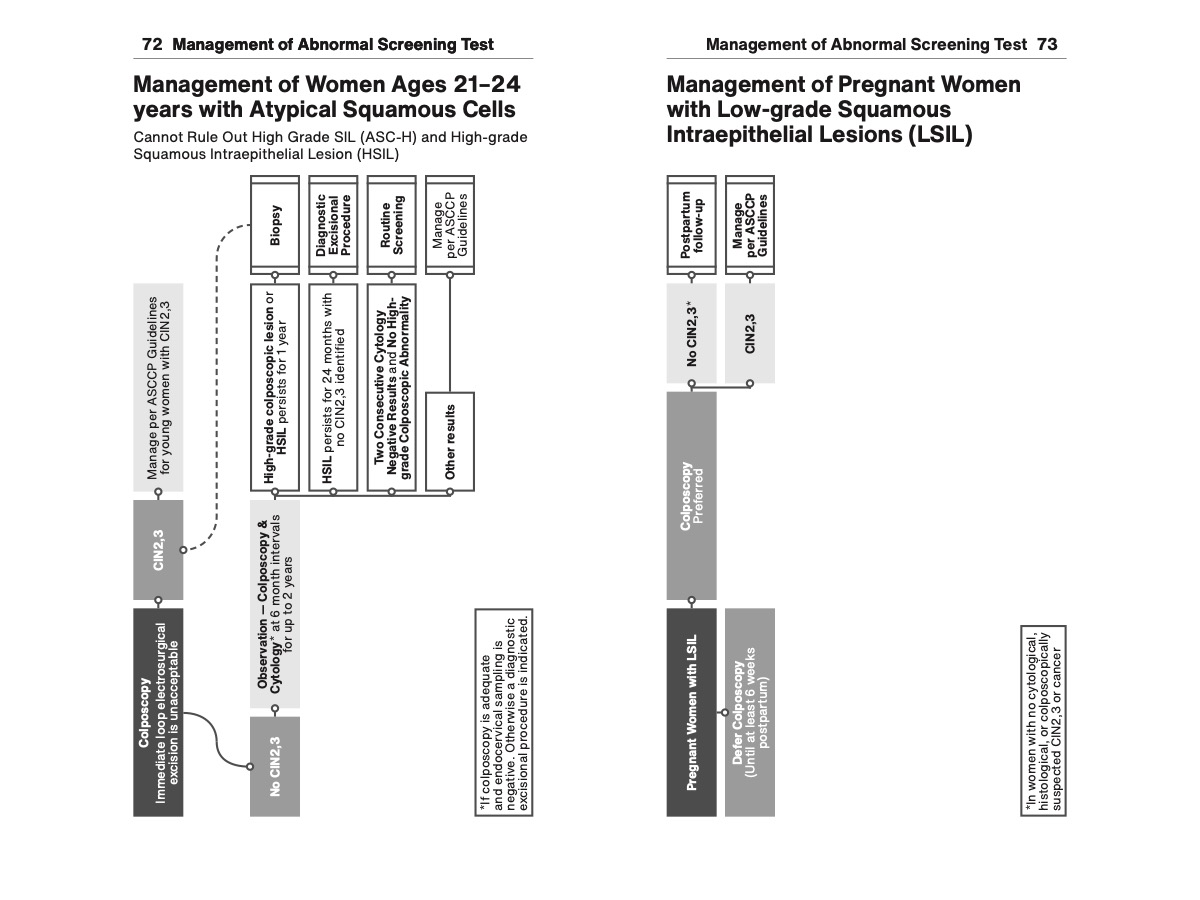 72 Management of Abnormal Screening Test
Management of Women Ages 21–24
years with Atypical Squamous Cells
Cannot Rule Out High Grade SIL (ASC-H) and High-grade
Squamous Intraepithelial Lesion (HSIL)
Colposcopy
Immediate loop electrosurgical
excision is unacceptable
CIN2,3
Manage per ASCCP Guidelines
for young women with CIN2,3
No CIN2,3
Observation — Colposcopy &
Cytology* at 6 month intervals
for up to 2 years
High-grade colposcopic lesion or
HSIL persists for 1 year
Biopsy
HSIL persists for 24 months with
no CIN2,3 identified
Diagnostic
Excisional
Procedure
Two Consecutive Cytology
Negative Results and No High-
grade Colposcopic Abnormality
Routine
Screening
Other results
Manage
per ASCCP
Guidelines
*If colposcopy is adequate
and endocervical sampling is
negative. Otherwise a diagnostic
excisional procedure is indicated.
Management of Abnormal Screening Test 73
Management of Pregnant Women
with Low-grade Squamous
Intraepithelial Lesions (LSIL)
Pregnant Women with LSIL
Colposcopy
Preferred
No CIN2,3*
Postpartum
follow-up
CIN2,3
Manage
per ASCCP
Guidelines
Defer Colposcopy
(Until at least 6 weeks
postpartum)
*In women with no cytological,
histological, or colposcopically
suspected CIN2,3 or cancer